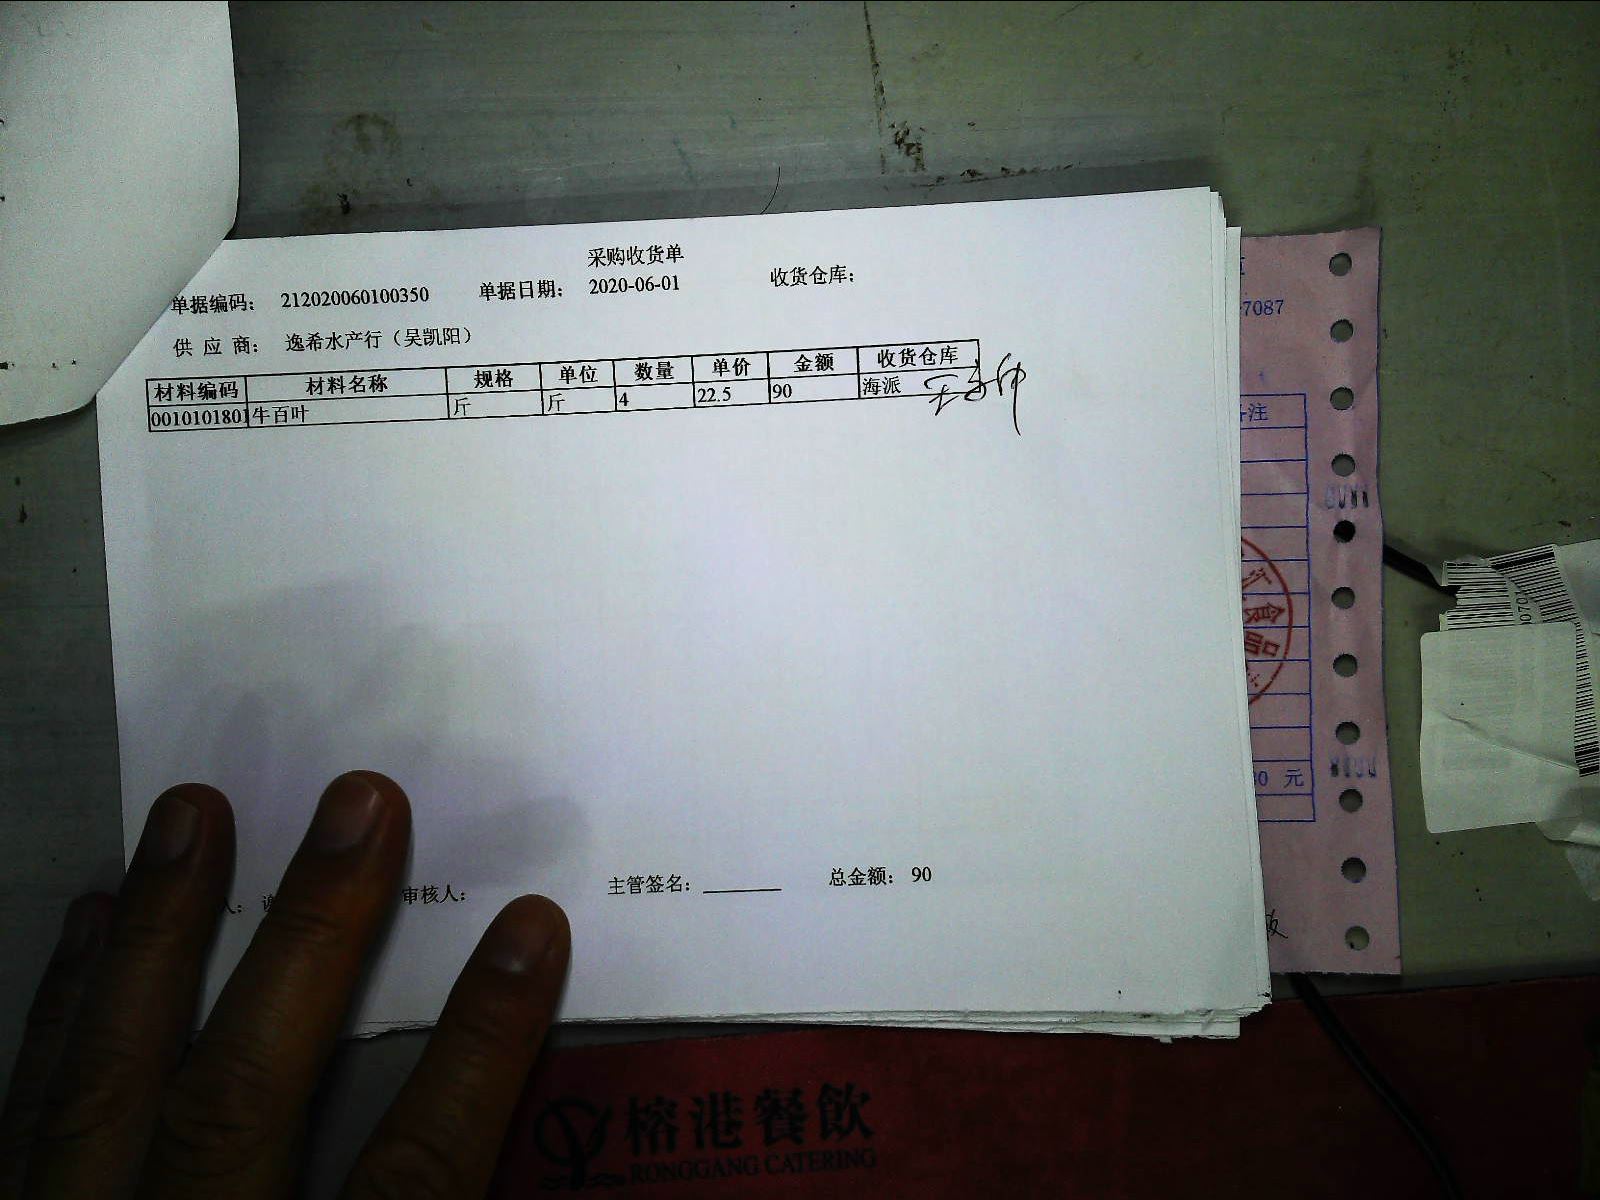 采购收货单
单据编码： 212020060100350 单据日期： 2020-06-01 收货仓库：
供 应 商： 逸希水产行（吴凯阳）
材料编码 材料名称 规格 单位 数量 单价 金额 收货仓库
0010101801 牛百叶 斤 斤 4 22.5 90 海派
人： 审核人： 主管签名： 总金额： 90
7087
注
食品
30 元
榕港餐飲
RONGGANG CATERING